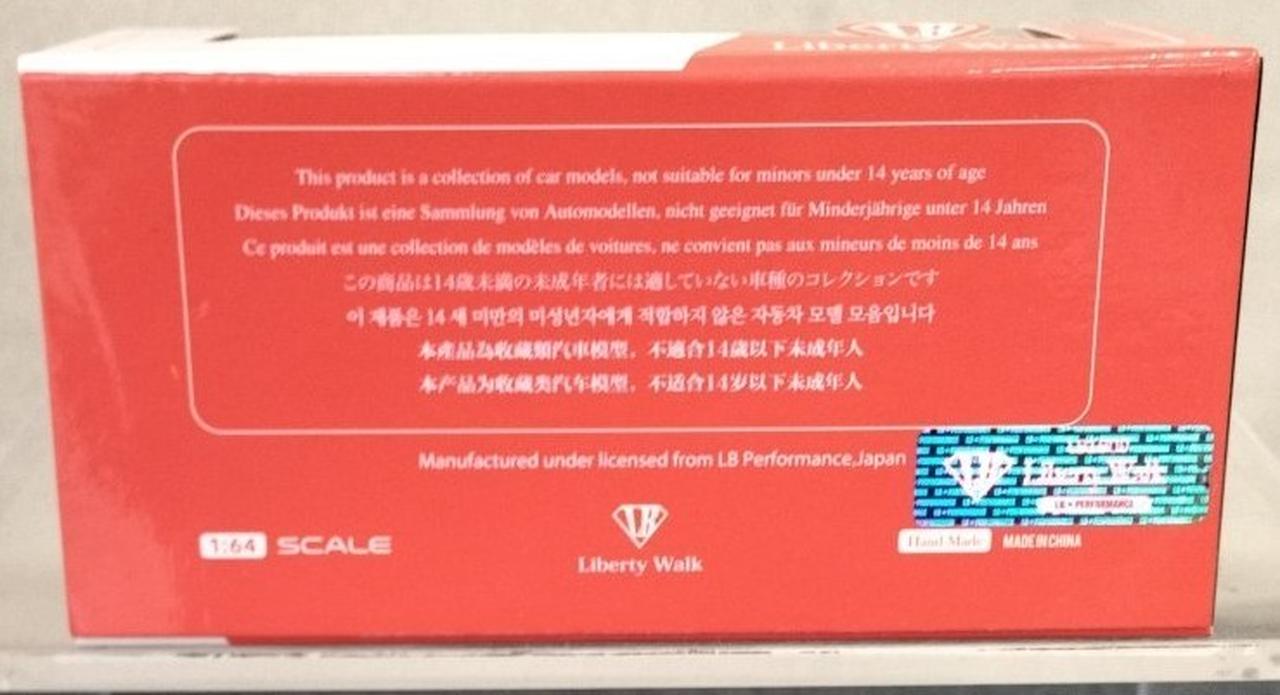 Liberty Walk
This product is a collection of car models, not suitable for minors under 14 years of age
Dieses Produkt ist eine Sammlung von Automodellen, nicht geeignet für Minderjährige unter 14 Jahren
Ce produit est une collection de modèles de voitures, ne convient pas aux mineurs de moins de 14 ans
この商品は14歳未満の未成年者には適していない車種のコレクションです
이 제품은 14 세 미만의 미성년자에게 적합하지 않은 자동차 모델 모음입니다
本産品為收藏類汽車模型，不適合14歲以下未成年人
本产品为收藏类汽车模型，不适合14岁以下未成年人
Manufactured under licensed from LB Performance,Japan
Liberty Walk
LB★PERFORMANCE
1:64 SCALE
LB
Liberty Walk
Hand Made MADE IN CHINA